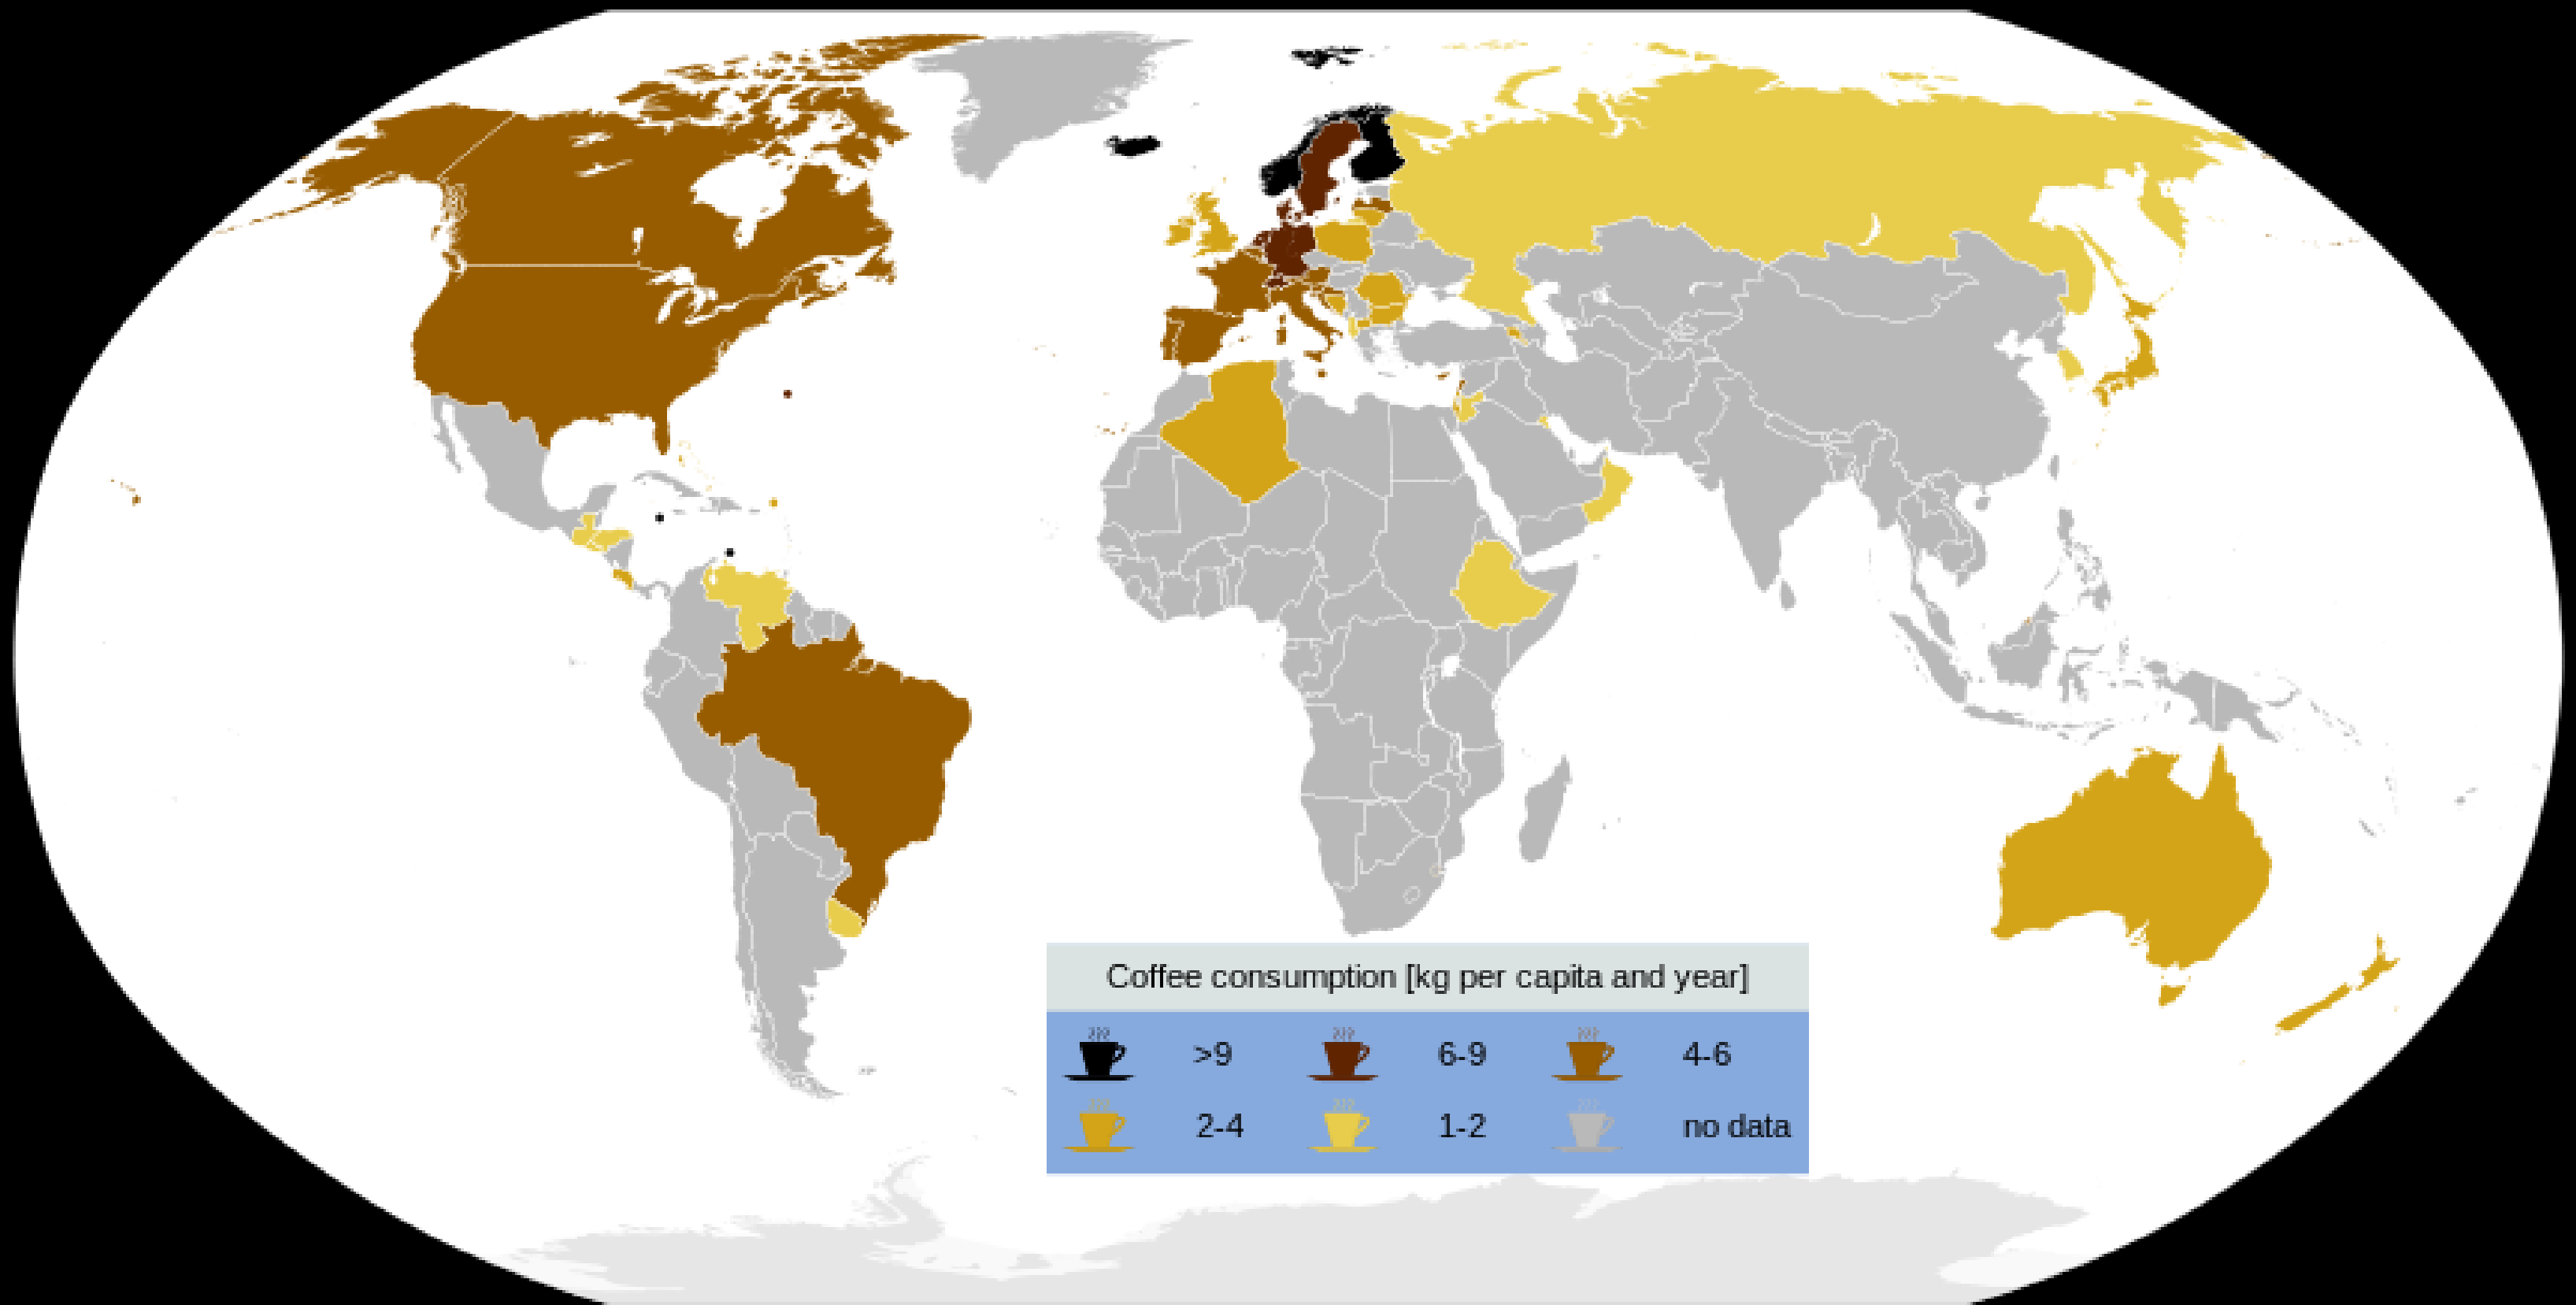 Coffee consumption [kg per capita and year]
>9 6-9 4-6
2-4 1-2 no data